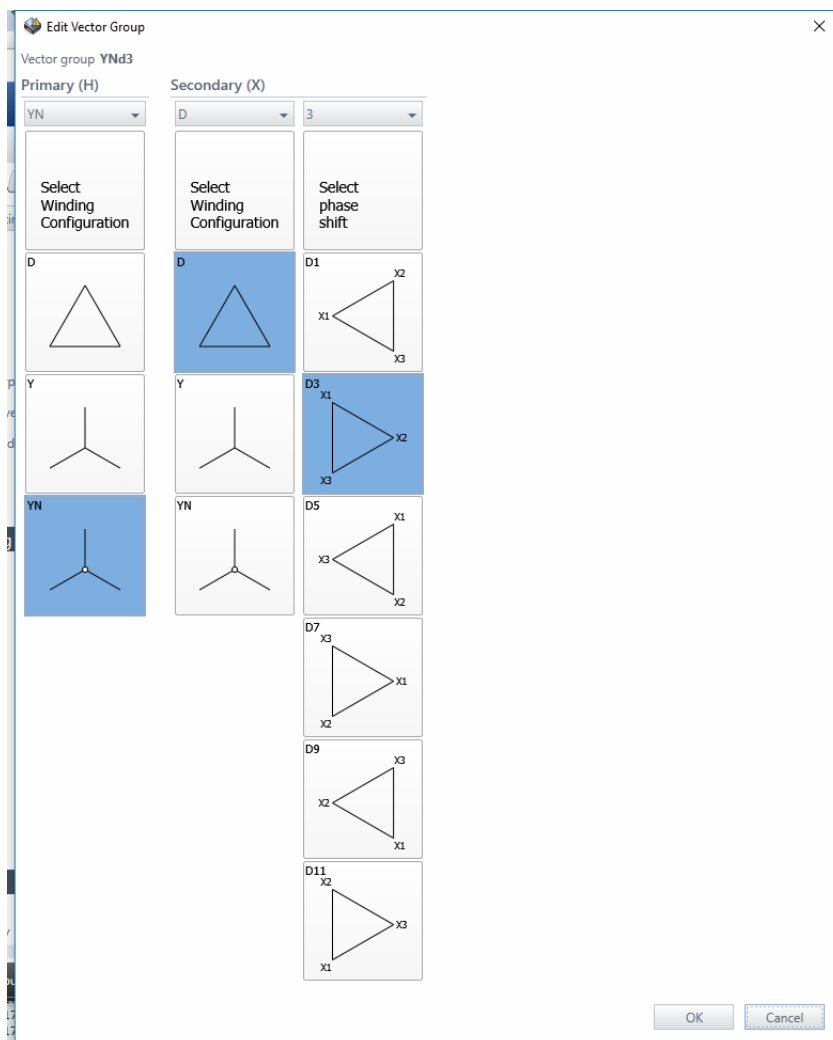 Edit Vector Group
Vector group YNd3
Primary (H)
Secondary (X)
YN
D
3
Select
Winding
Configuration
Select
Winding
Configuration
Select
phase
shift
D
D
D1
X2
X1
X3
Y
Y
D3
X1
X2
X3
YN
YN
D5
X1
X3
X2
D7
X3
X1
X2
D9
X3
X2
X1
D11
X2
X3
X1
OK
Cancel